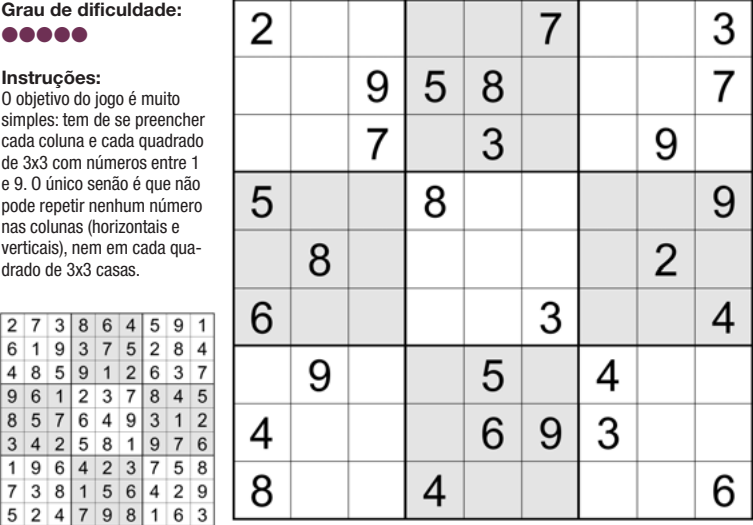 Grau de dificuldade:
Instruções:
O objetivo do jogo é muito
simples: tem de se preencher
cada coluna e cada quadrado
de 3x3 com números entre 1
e 9. O único senão é que não
pode repetir nenhum número
nas colunas (horizontais e
verticais), nem em cada qua-
drado de 3x3 casas.
2 7 3 8 6 4 5 9 1
6 1 9 3 7 5 2 8 4
4 8 5 9 1 2 6 3 7
9 6 1 2 3 7 8 4 5
8 5 7 6 4 9 3 1 2
3 4 2 5 8 1 9 7 6
1 9 6 4 2 3 7 5 8
7 3 8 1 5 6 4 2 9
5 2 4 7 9 8 1 6 3
2 7 3
9 5 8 7
7 3 9
5 8 9
8 2
6 3 4
9 5 4
4 6 9 3
8 4 6